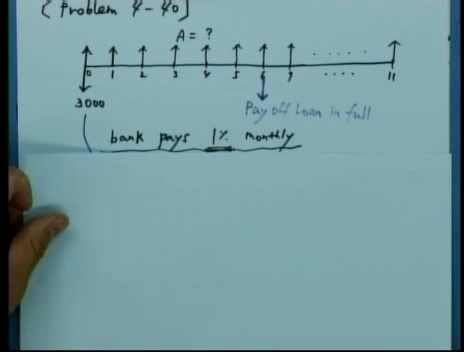 (Problem 4-40]
A = ?
0 1 2 3 4 5 6 7 .... 11
3000
Pay off Loan in full
bank pays 1% monthly